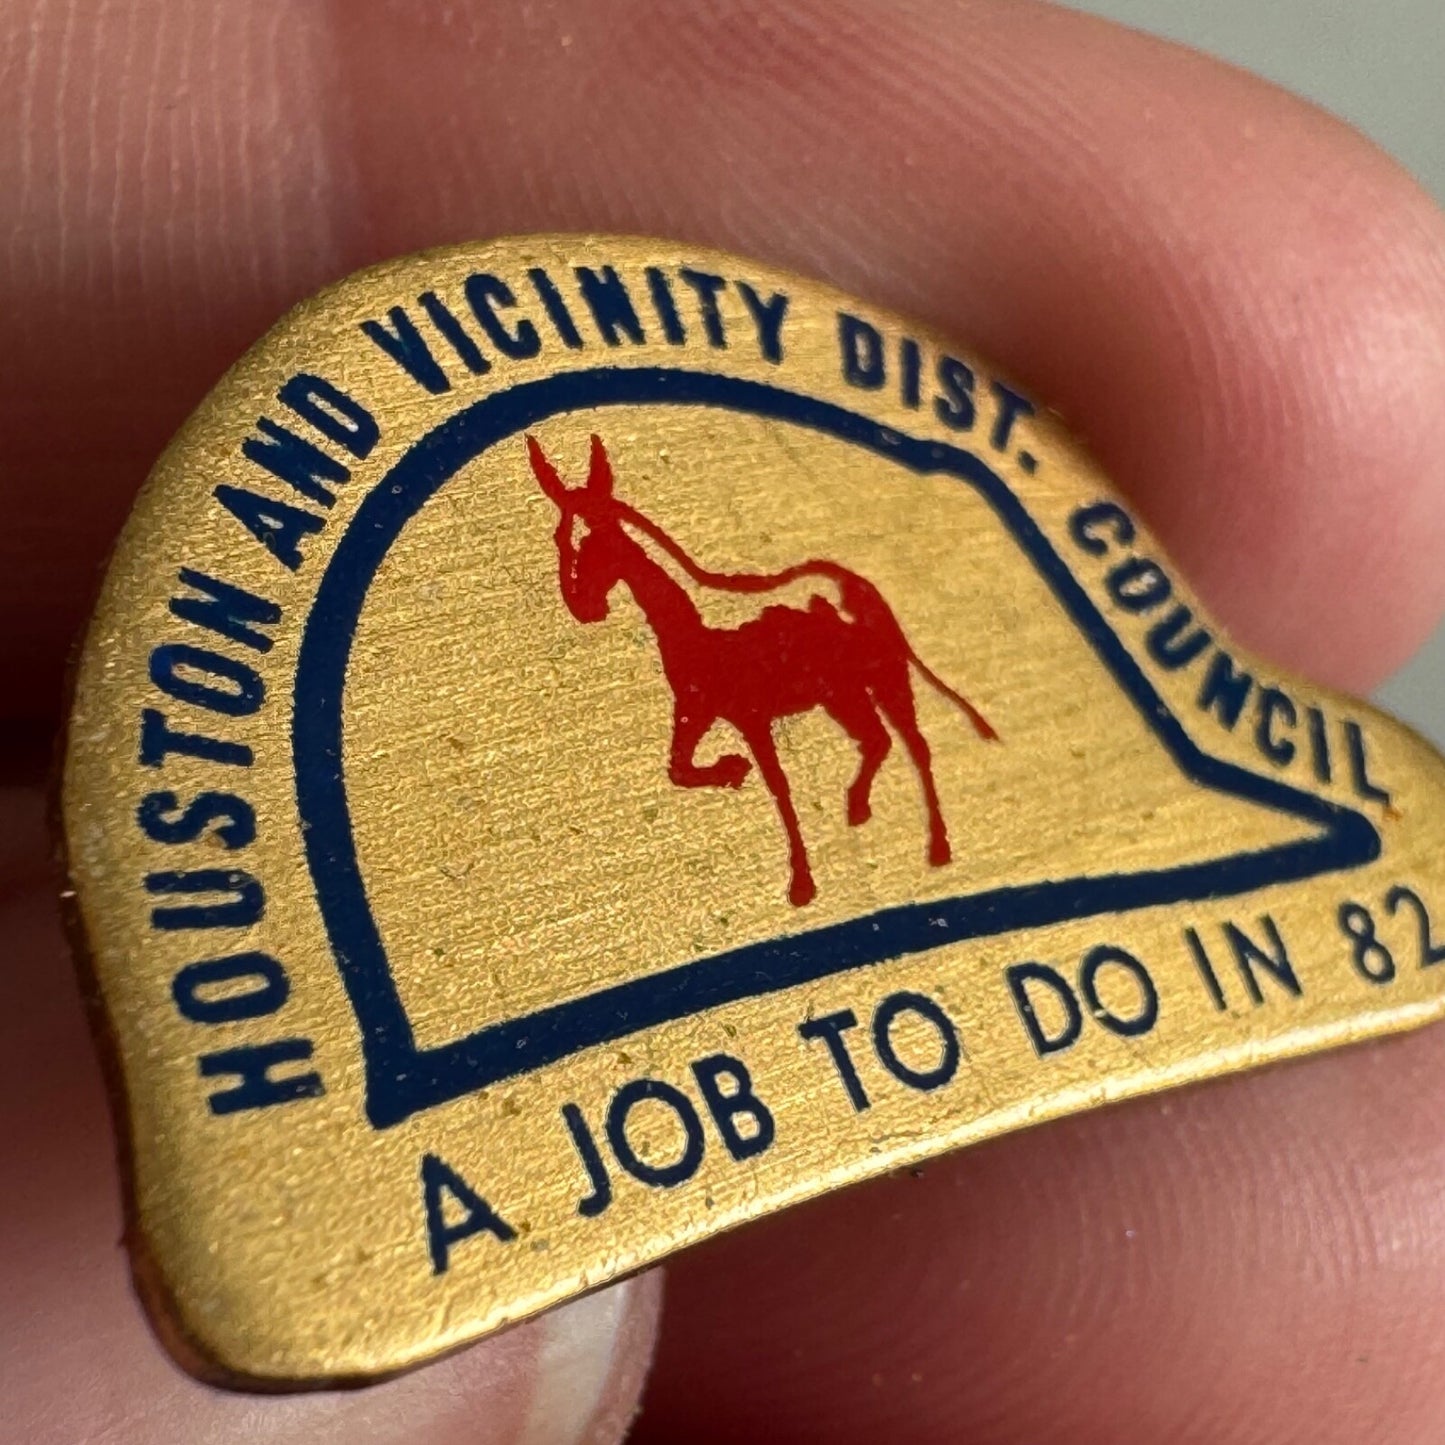 HOUSTON AND VICINITY DIST. COUNCIL
A JOB TO DO IN 82